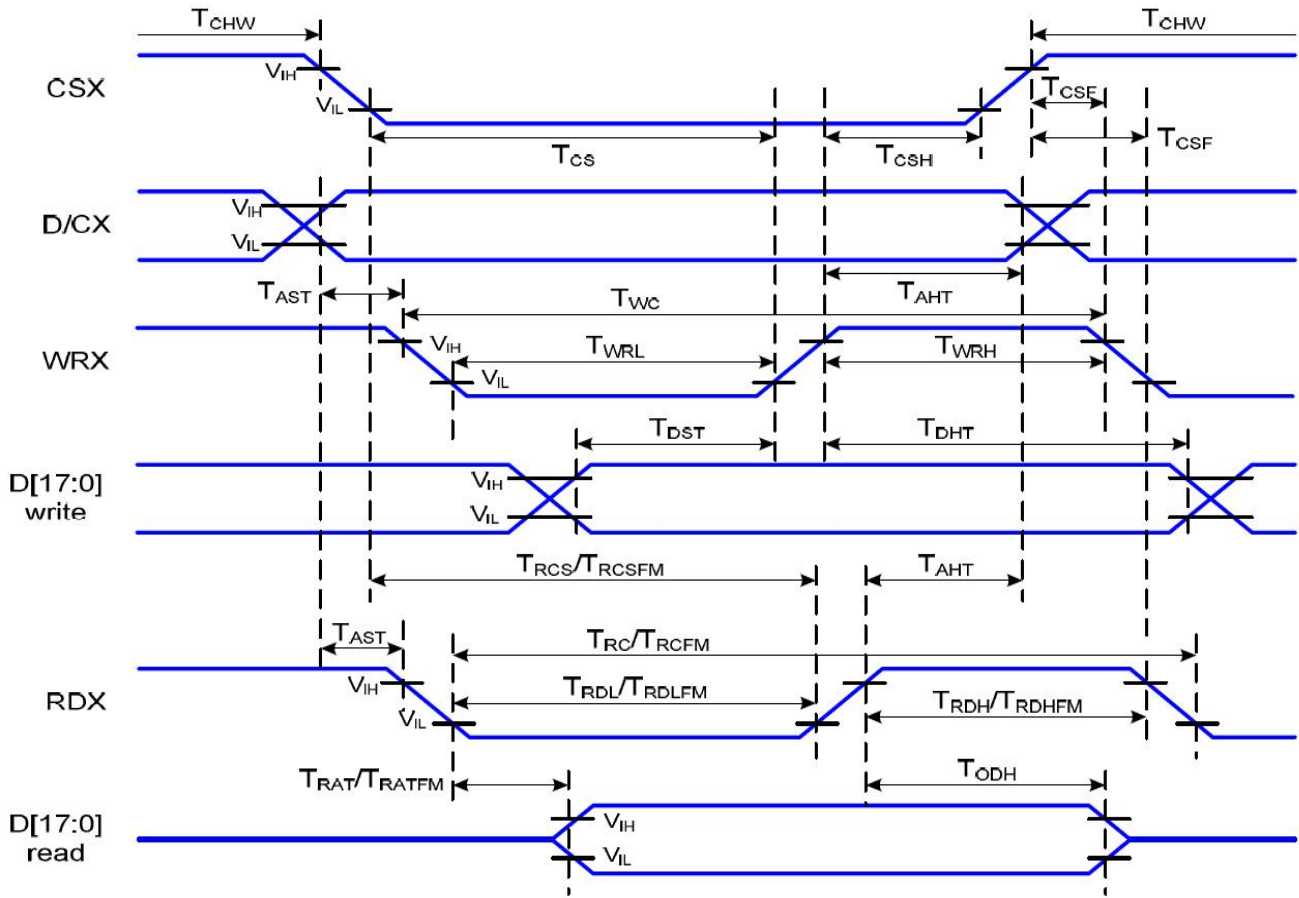 TCHW TCHW
CSX VIH TCSF
VIL TCSF
TCS TCSH
D/CX VIH
VIL
TAST TWC TAHT
WRX VIH TWRL TWRH
VIL
TDST TDHT
D[17:0] VIH
write VIL
TRCS/TRCSFM TAHT
TAST TRC/TRCFM
RDX VIH TRDL/TRDLFM TRDH/TRDHFM
VIL
TRAT/TRATFM TODH
D[17:0] VIH
read VIL